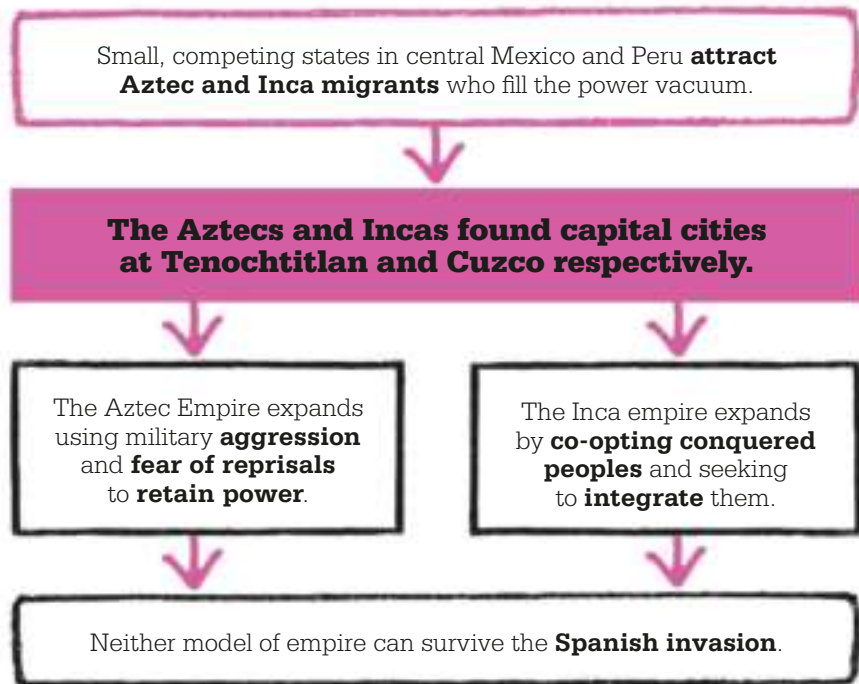 Small, competing states in central Mexico and Peru attract
Aztec and Inca migrants who fill the power vacuum.
The Aztecs and Incas found capital cities
at Tenochtitlan and Cuzco respectively.
The Aztec Empire expands
using military aggression
and fear of reprisals
to retain power.
The Inca empire expands
by co-opting conquered
peoples and seeking
to integrate them.
Neither model of empire can survive the Spanish invasion.